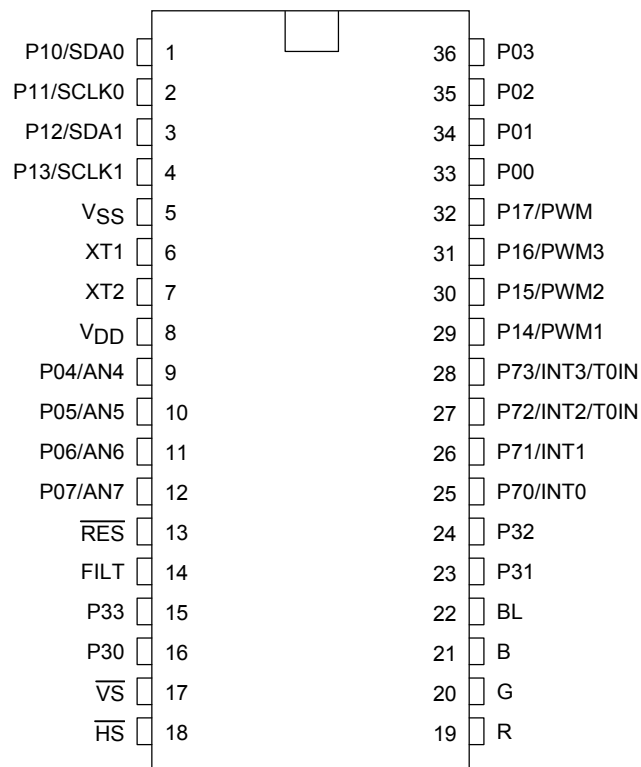 P10/SDA0 1 36 P03
P11/SCLK0 2 35 P02
P12/SDA1 3 34 P01
P13/SCLK1 4 33 P00
VSS 5 32 P17/PWM
XT1 6 31 P16/PWM3
XT2 7 30 P15/PWM2
VDD 8 29 P14/PWM1
P04/AN4 9 28 P73/INT3/T0IN
P05/AN5 10 27 P72/INT2/T0IN
P06/AN6 11 26 P71/INT1
P07/AN7 12 25 P70/INT0
RES 13 24 P32
FILT 14 23 P31
P33 15 22 BL
P30 16 21 B
VS 17 20 G
HS 18 19 R